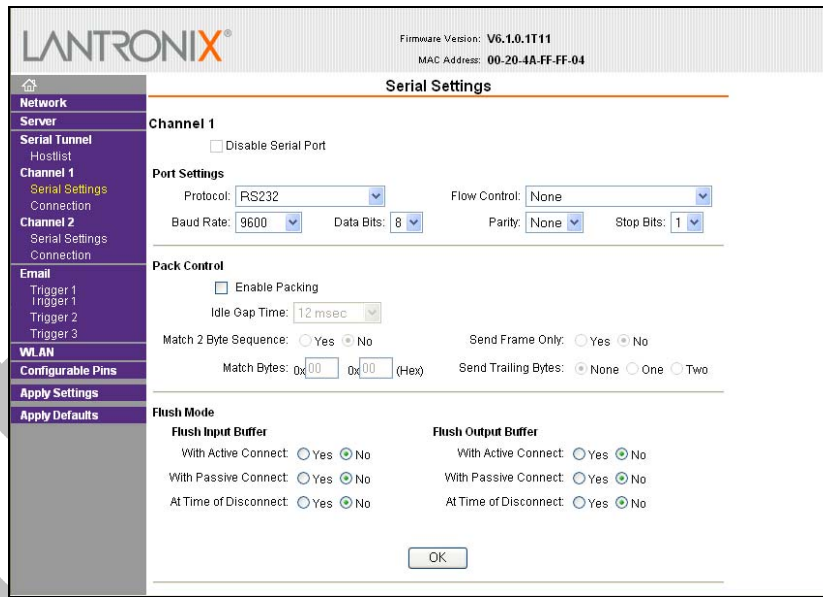 LANTRONIX®
Firmware Version: V6.1.0.1T11
MAC Address: 00-20-4A-FF-FF-04
Network
Server
Serial Tunnel
Hostlist
Channel 1
Serial Settings
Connection
Channel 2
Serial Settings
Connection
Email
Trigger 1
Trigger 1
Trigger 2
Trigger 3
WLAN
Configurable Pins
Apply Settings
Apply Defaults
Serial Settings
Channel 1
Disable Serial Port
Port Settings
Protocol: RS232 Flow Control: None
Baud Rate: 9600 Data Bits: 8 Parity: None Stop Bits: 1
Pack Control
Enable Packing
Idle Gap Time: 12 msec
Match 2 Byte Sequence: Yes No Send Frame Only: Yes No
Match Bytes: 0x 00 0x 00 (Hex) Send Trailing Bytes: None One Two
Flush Mode
Flush Input Buffer Flush Output Buffer
With Active Connect: Yes No With Active Connect: Yes No
With Passive Connect: Yes No With Passive Connect: Yes No
At Time of Disconnect: Yes No At Time of Disconnect: Yes No
OK